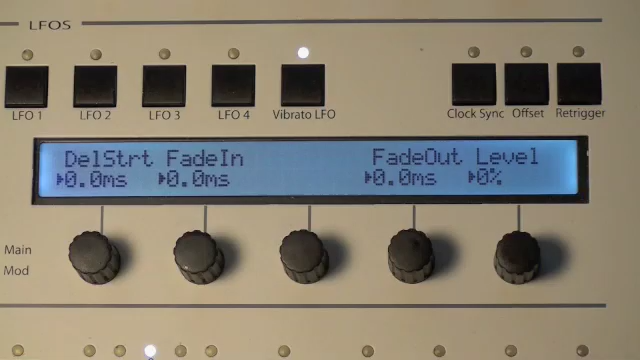 LFOS
LFO 1 LFO 2 LFO 3 LFO 4 Vibrato LFO Clock Sync Offset Retrigger
DelStrt FadeIn FadeOut Level
0.0ms 0.0ms 0.0ms 0%
Main
Mod